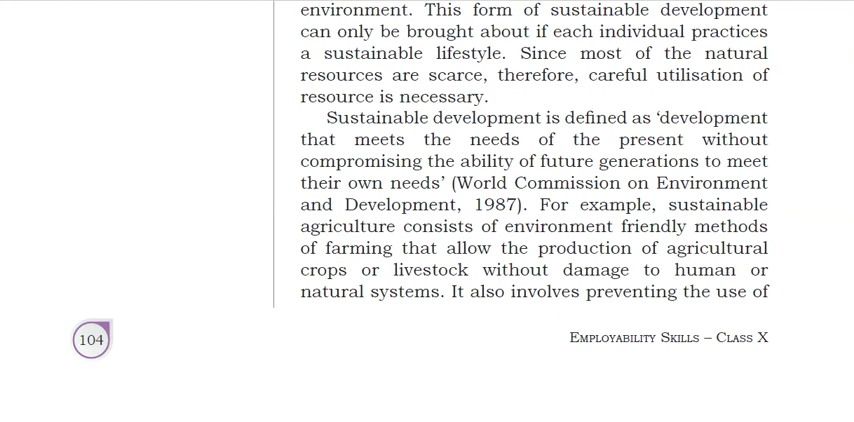 environment. This form of sustainable development
can only be brought about if each individual practices
a sustainable lifestyle. Since most of the natural
resources are scarce, therefore, careful utilisation of
resource is necessary.
Sustainable development is defined as ‘development
that meets the needs of the present without
compromising the ability of future generations to meet
their own needs’ (World Commission on Environment
and Development, 1987). For example, sustainable
agriculture consists of environment friendly methods
of farming that allow the production of agricultural
crops or livestock without damage to human or
natural systems. It also involves preventing the use of
104
Employability Skills – Class X